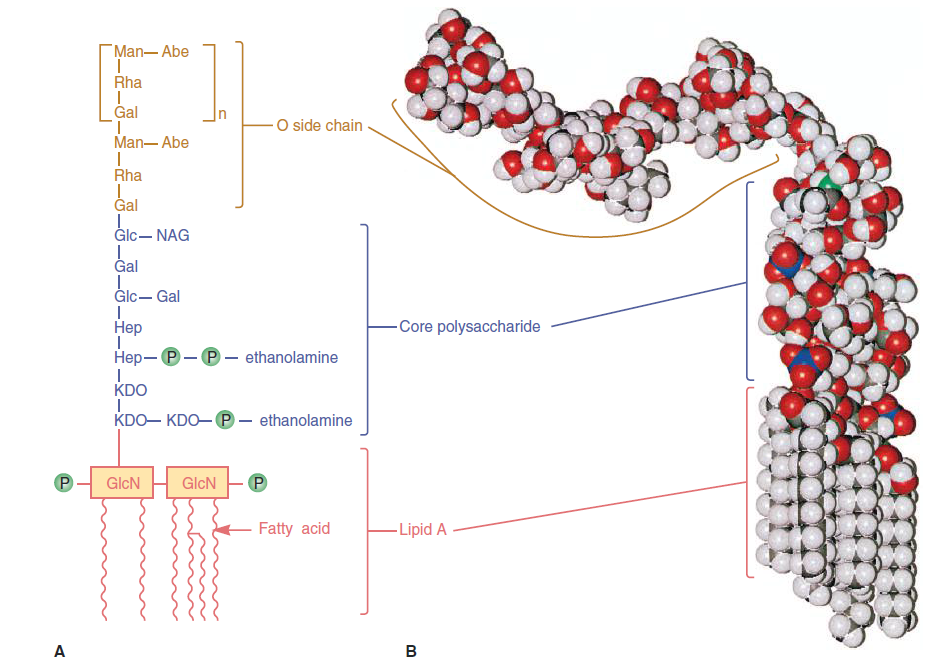 Man— Abe
Rha
Gal
n
Man— Abe
Rha
Gal
O side chain
Glc— NAG
Gal
Glc— Gal
Hep
Hep— P — P — ethanolamine
KDO
KDO— KDO— P — ethanolamine
Core polysaccharide
P GlcN GlcN P
Fatty acid
Lipid A
A
B